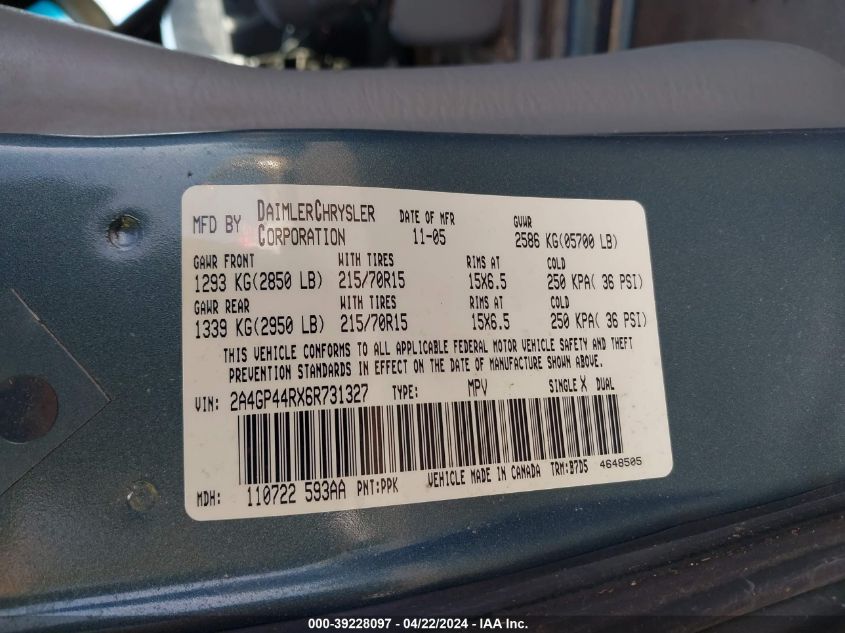 MFD BY DAIMLERCHRYSLER CORPORATION DATE OF MFR 11-05 GVWR 2586 KG(05700 LB)
GAWR FRONT WITH TIRES RIMS AT COLD
1293 KG(2850 LB) 215/70R15 15X6.5 250 KPA( 36 PSI)
GAWR REAR WITH TIRES RIMS AT COLD
1339 KG(2950 LB) 215/70R15 15X6.5 250 KPA( 36 PSI)
THIS VEHICLE CONFORMS TO ALL APPLICABLE FEDERAL MOTOR VEHICLE SAFETY AND THEFT
PREVENTION STANDARDS IN EFFECT ON THE DATE OF MANUFACTURE SHOWN ABOVE.
VIN: 2A4GP44RX6R731327 TYPE: MPV SINGLE X DUAL
MDH: 110722 593AA PNT:PPK VEHICLE MADE IN CANADA TRM:B7D5 4648505
000-39228097 - 04/22/2024 - IAA Inc.